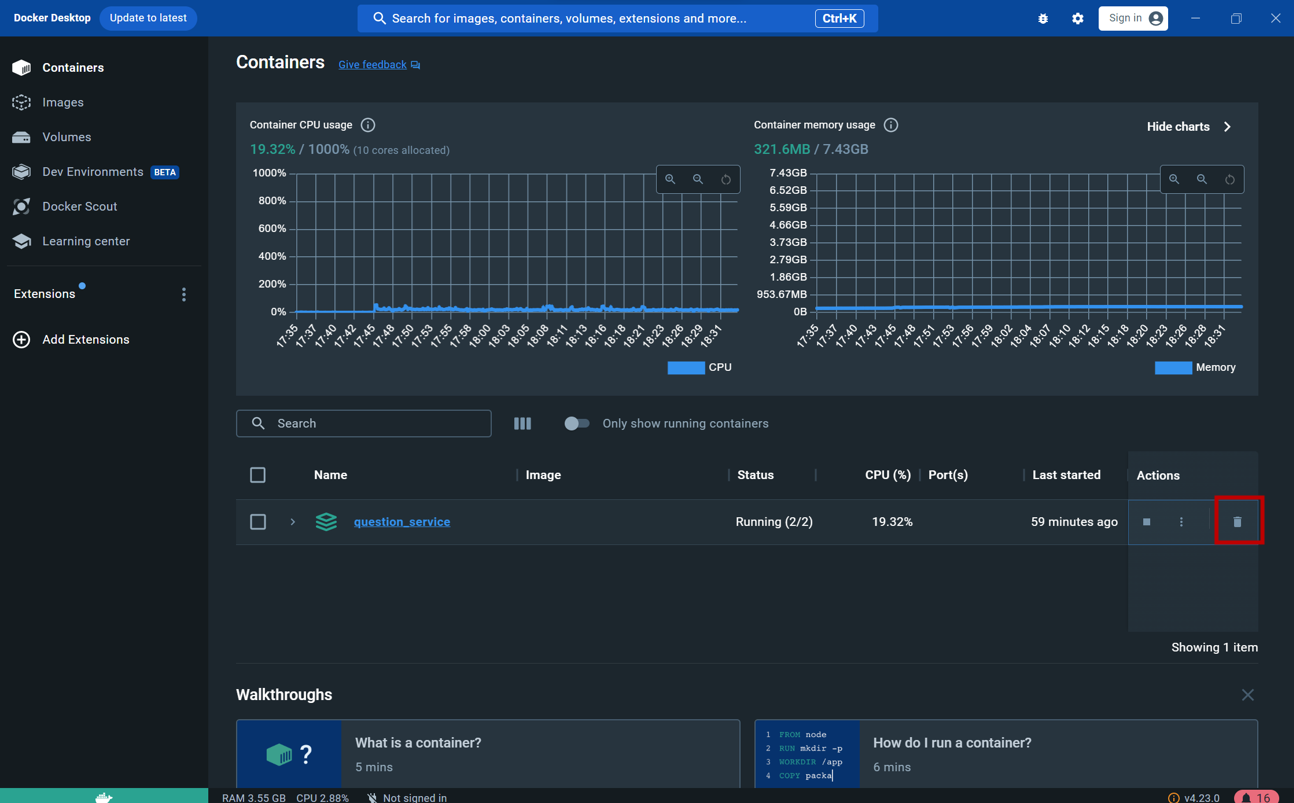 Docker Desktop Update to latest
Search for images, containers, volumes, extensions and more... Ctrl+K
Sign in
Containers
Images
Volumes
Dev Environments BETA
Docker Scout
Learning center
Extensions
Add Extensions
Containers Give feedback
Container CPU usage
19.32% / 1000% (10 cores allocated)
1000%
800%
600%
400%
200%
0%
17:35 17:37 17:40 17:42 17:45 17:48 17:50 17:53 17:55 17:58 18:00 18:03 18:05 18:08 18:11 18:13 18:16 18:18 18:21 18:23 18:26 18:29 18:31
CPU
Container memory usage
321.6MB / 7.43GB
Hide charts
7.43GB
6.52GB
5.59GB
4.66GB
3.73GB
2.79GB
1.86GB
953.67MB
0B
17:35 17:37 17:40 17:43 17:45 17:48 17:51 17:53 17:56 17:59 18:02 18:04 18:07 18:10 18:12 18:15 18:18 18:20 18:23 18:26 18:28 18:31
Memory
Search
Only show running containers
Name Image Status CPU (%) Port(s) Last started Actions
question_service Running (2/2) 19.32% 59 minutes ago
Showing 1 item
Walkthroughs
?
What is a container?
5 mins
1 FROM node
2 RUN mkdir -p
3 WORKDIR /app
4 COPY packa
How do I run a container?
6 mins
RAM 3.55 GB CPU 2.88% Not signed in
v4.23.0 16